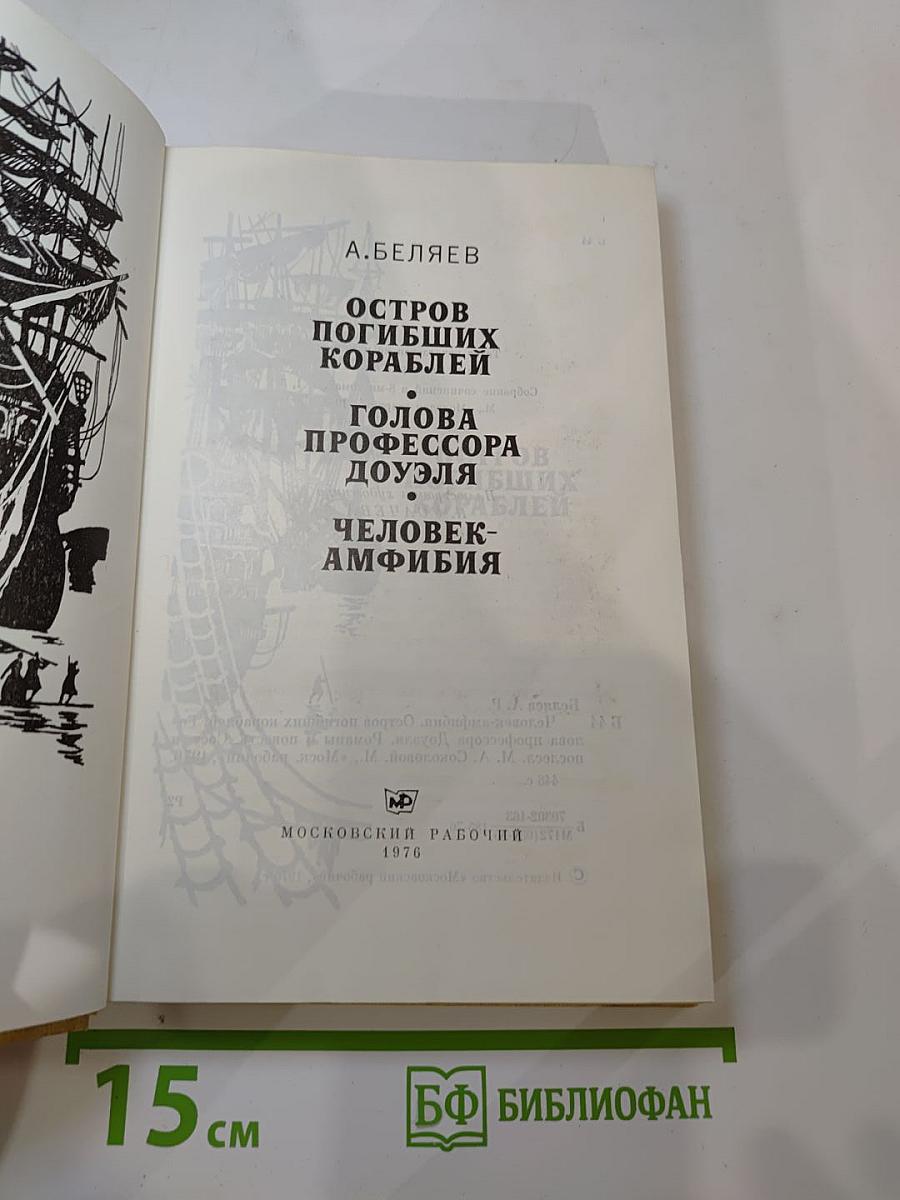 А.БЕЛЯЕВ
ОСТРОВ
ПОГИБШИХ
КОРАБЛЕЙ
•
ГОЛОВА
ПРОФЕССОРА
ДОУЭЛЯ
•
ЧЕЛОВЕК-
АМФИБИЯ
МР
МОСКОВСКИЙ РАБОЧИЙ
1976
15 см
БФ БИБЛИОФАН